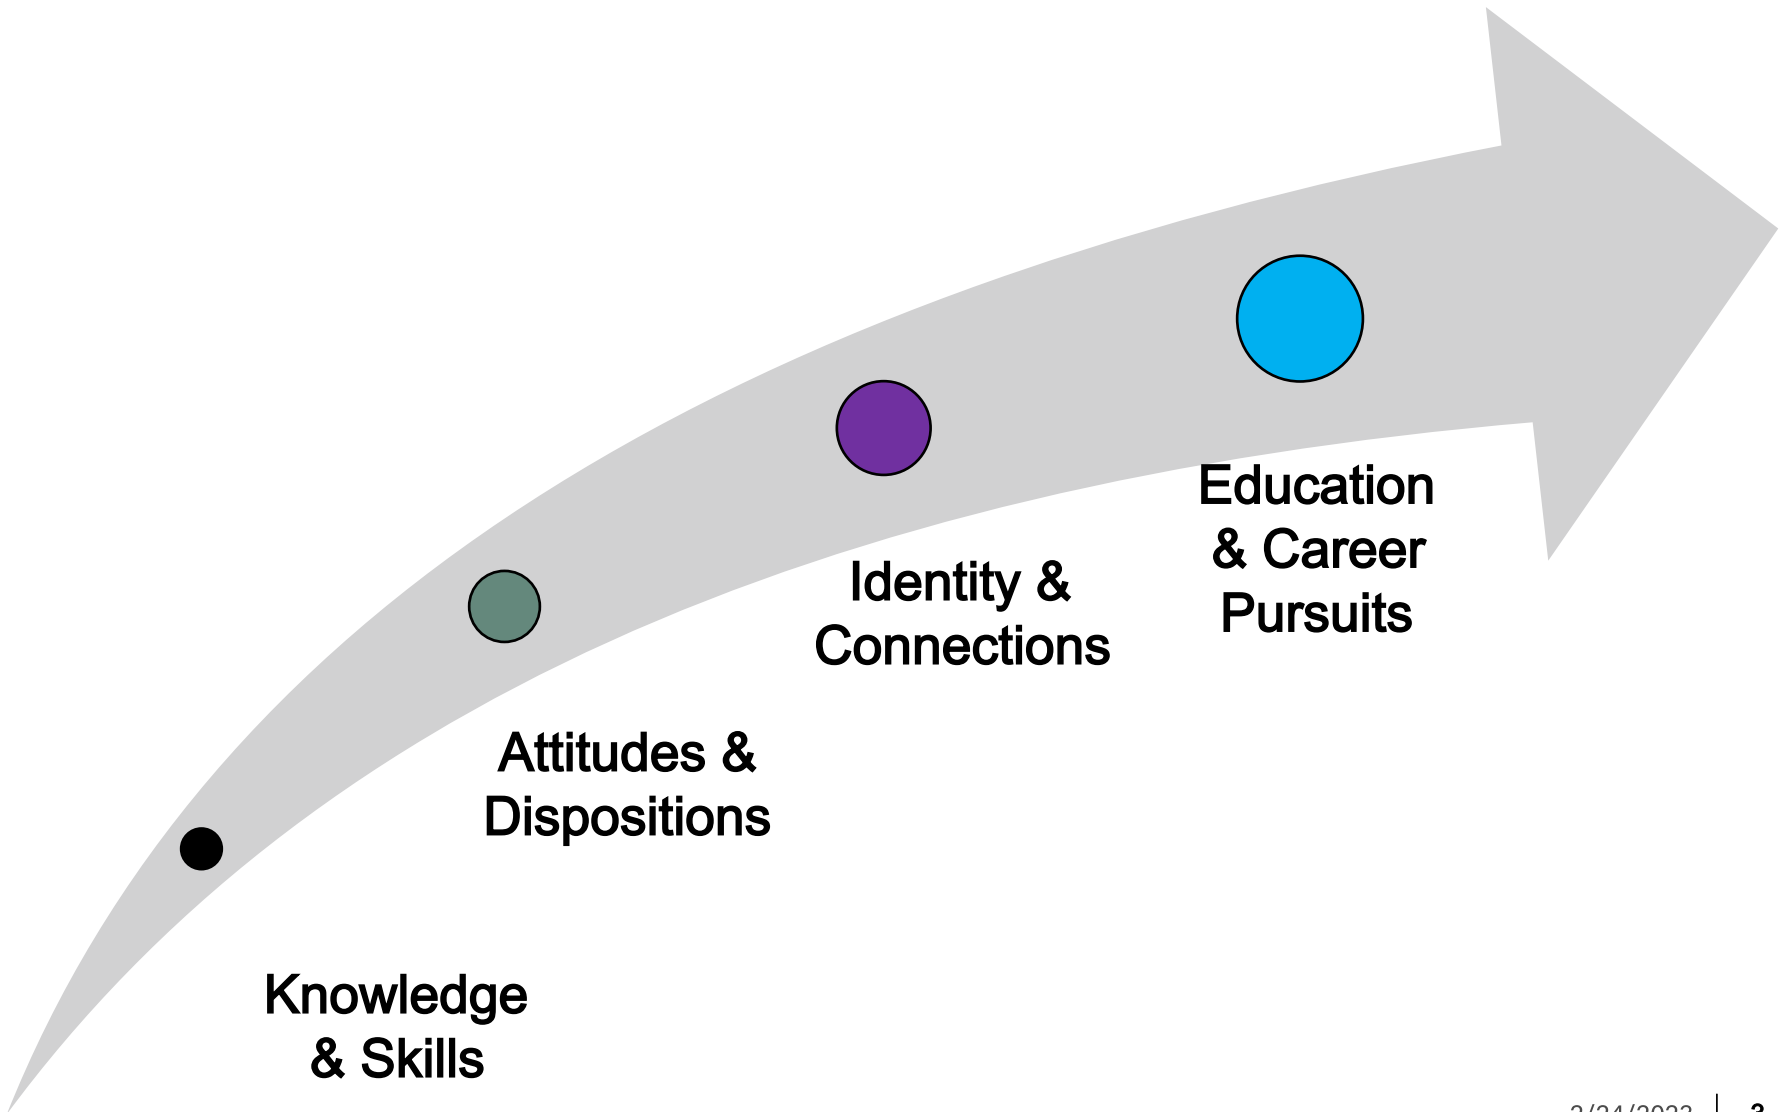 Education
& Career
Pursuits
Identity &
Connections
Attitudes &
Dispositions
Knowledge
& Skills